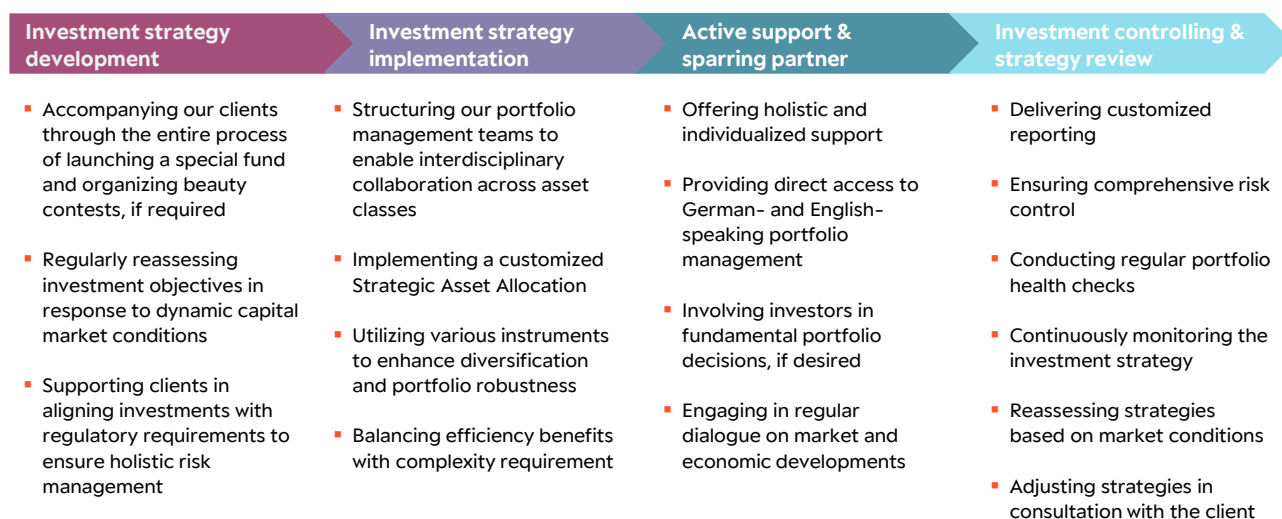 Investment strategy
development
Investment strategy
implementation
Active support &
sparring partner
Investment controlling &
strategy review
▪ Accompanying our clients
through the entire process
of launching a special fund
and organizing beauty
contests, if required
▪ Regularly reassessing
investment objectives in
response to dynamic capital
market conditions
▪ Supporting clients in
aligning investments with
regulatory requirements to
ensure holistic risk
management
▪ Structuring our portfolio
management teams to
enable interdisciplinary
collaboration across asset
classes
▪ Implementing a customized
Strategic Asset Allocation
▪ Utilizing various instruments
to enhance diversification
and portfolio robustness
▪ Balancing efficiency benefits
with complexity requirement
▪ Offering holistic and
individualized support
▪ Providing direct access to
German- and English-
speaking portfolio
management
▪ Involving investors in
fundamental portfolio
decisions, if desired
▪ Engaging in regular
dialogue on market and
economic developments
▪ Delivering customized
reporting
▪ Ensuring comprehensive risk
control
▪ Conducting regular portfolio
health checks
▪ Continuously monitoring the
investment strategy
▪ Reassessing strategies
based on market conditions
▪ Adjusting strategies in
consultation with the client